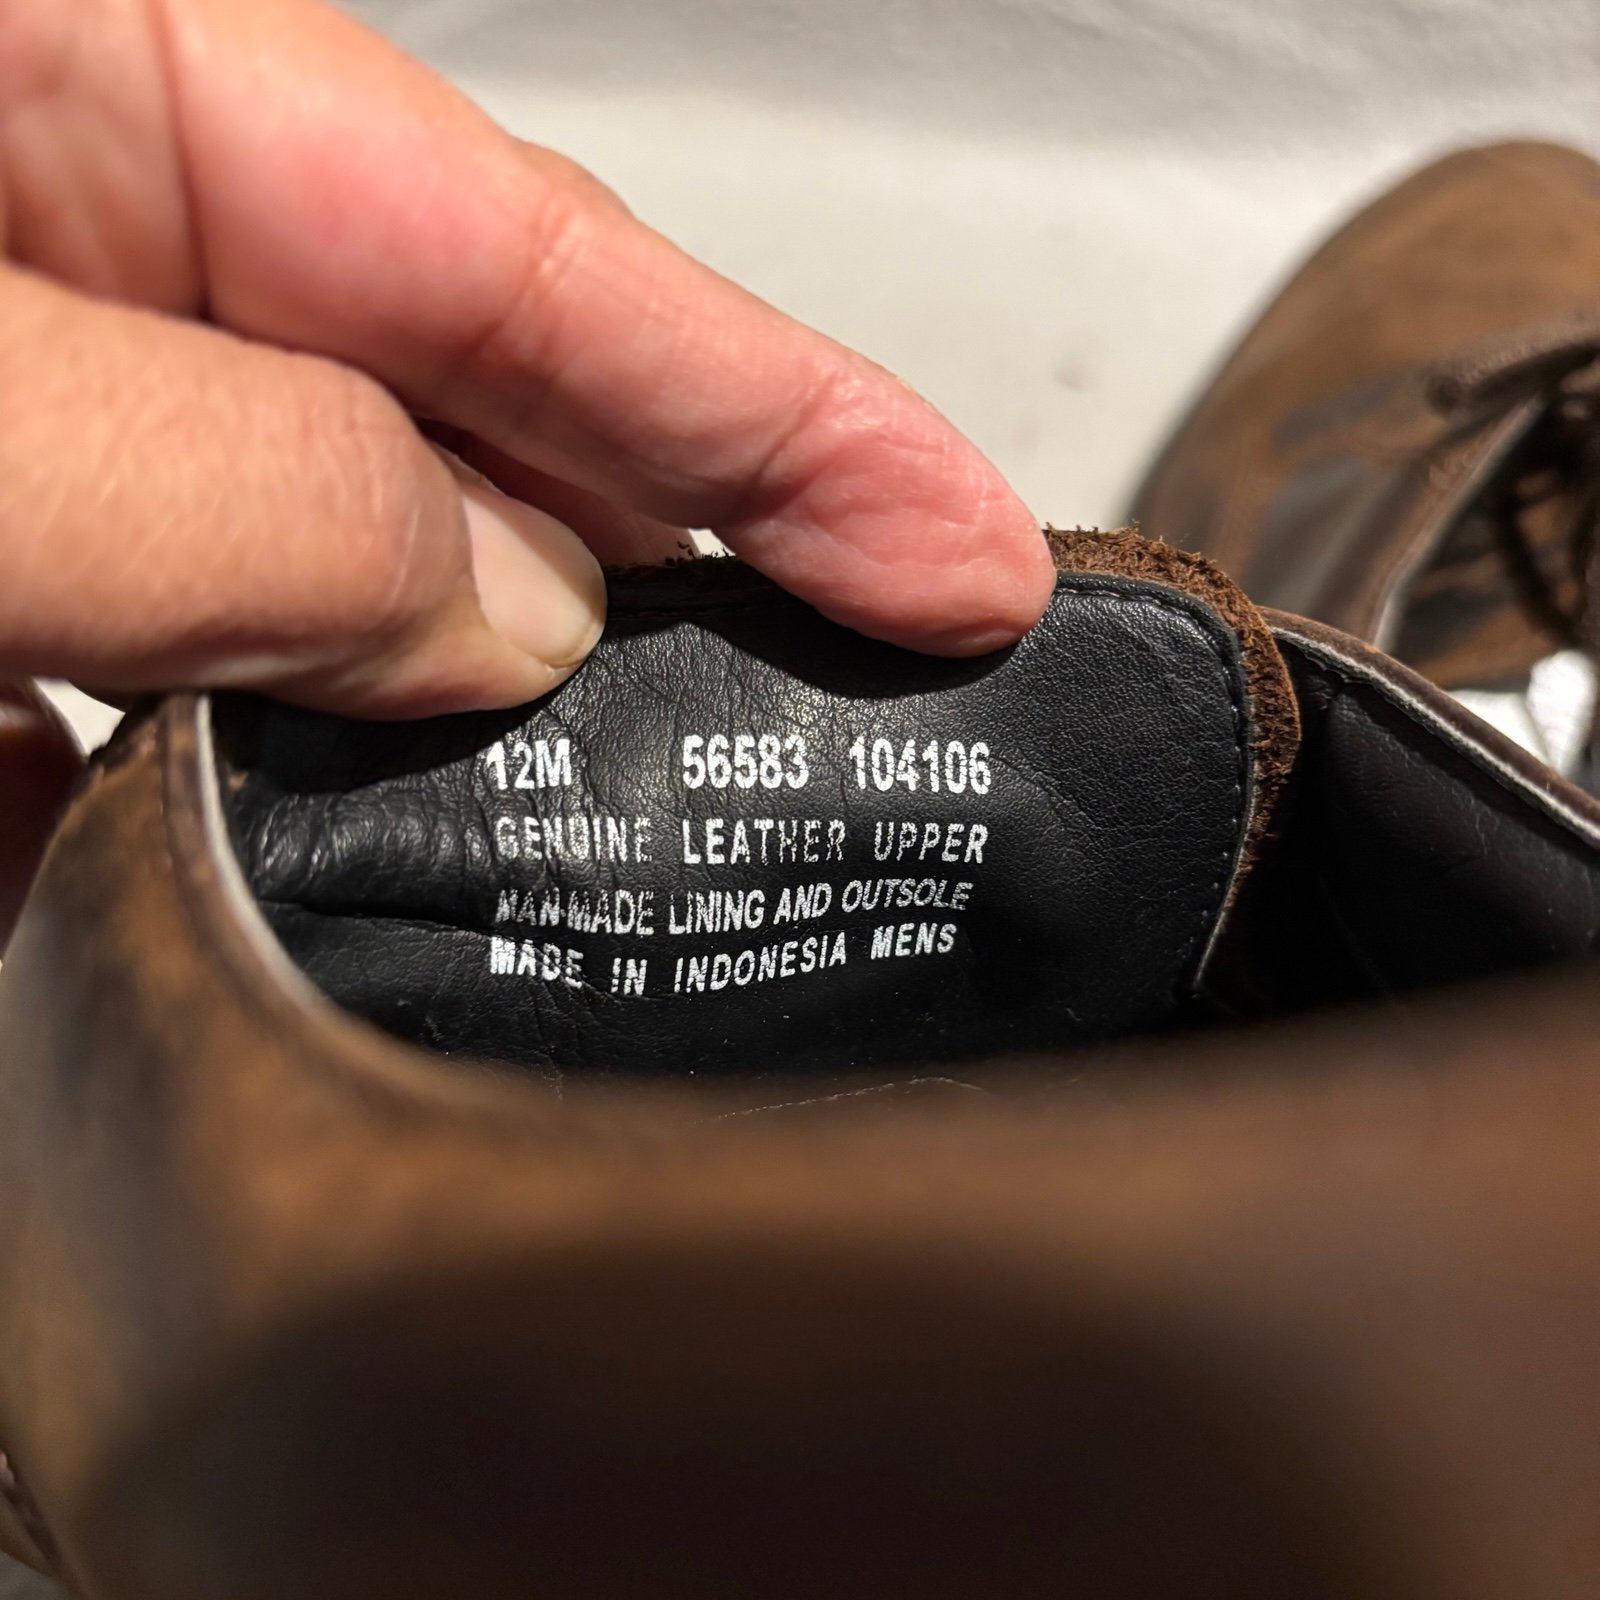 12M 56583 104106
GENUINE LEATHER UPPER
MAN-MADE LINING AND OUTSOLE
MADE IN INDONESIA MENS